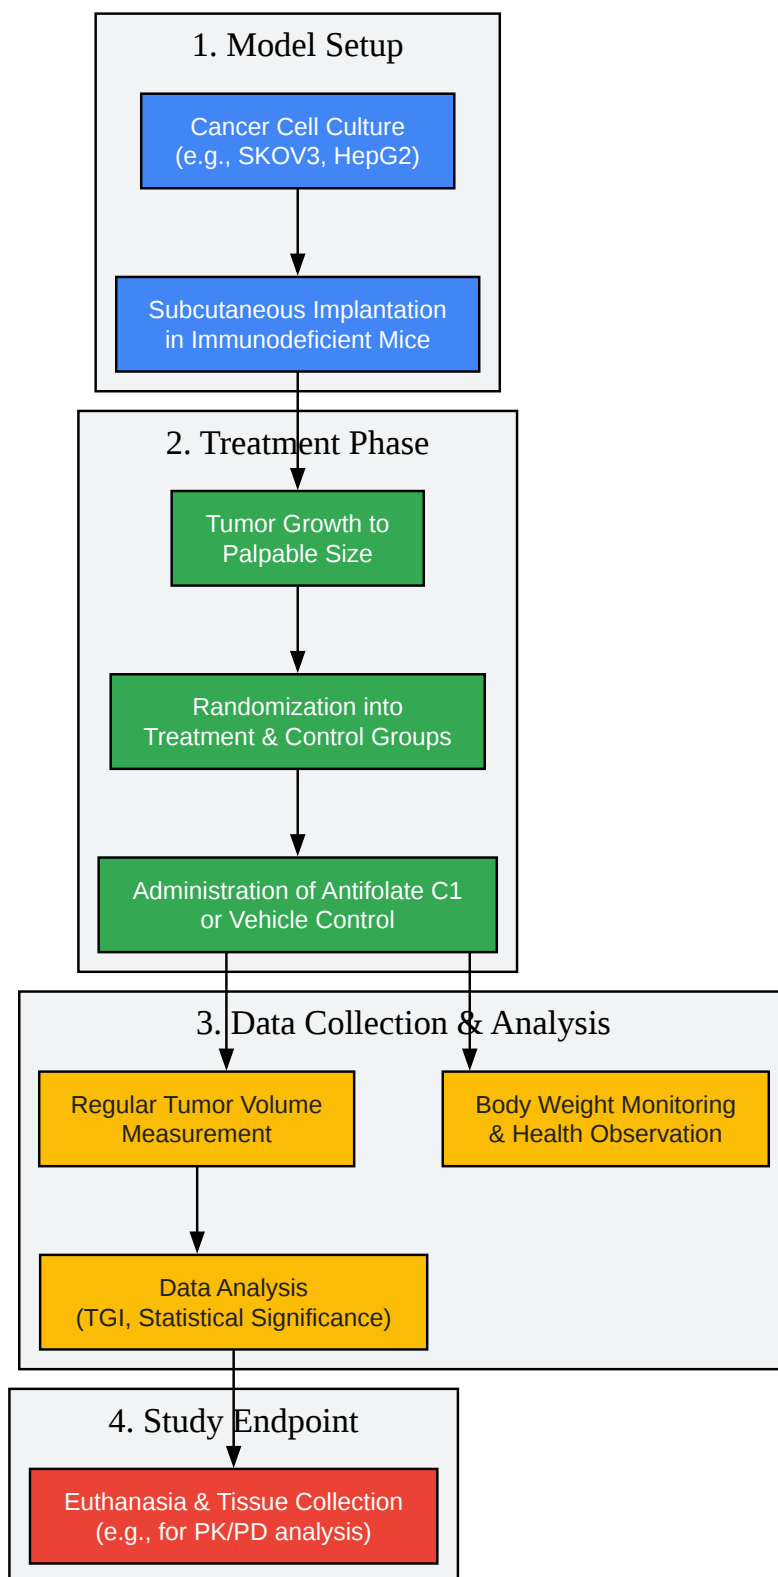 1. Model Setup
Cancer Cell Culture
(e.g., SKOV3, HepG2)
Subcutaneous Implantation
in Immunodeficient Mice
2. Treatment Phase
Tumor Growth to
Palpable Size
Randomization into
Treatment & Control Groups
Administration of Antifolate C1
or Vehicle Control
3. Data Collection & Analysis
Regular Tumor Volume
Measurement
Body Weight Monitoring
& Health Observation
Data Analysis
(TGI, Statistical Significance)
4. Study Endpoint
Euthanasia & Tissue Collection
(e.g., for PK/PD analysis)